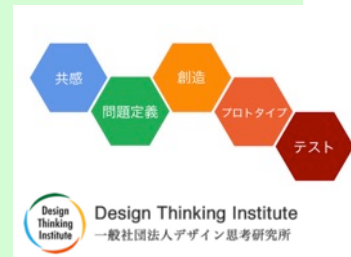 共感
問題定義
創造
プロトタイプ
テスト
Design
Thinking
Institute
Design Thinking Institute
一般社団法人デザイン思考研究所